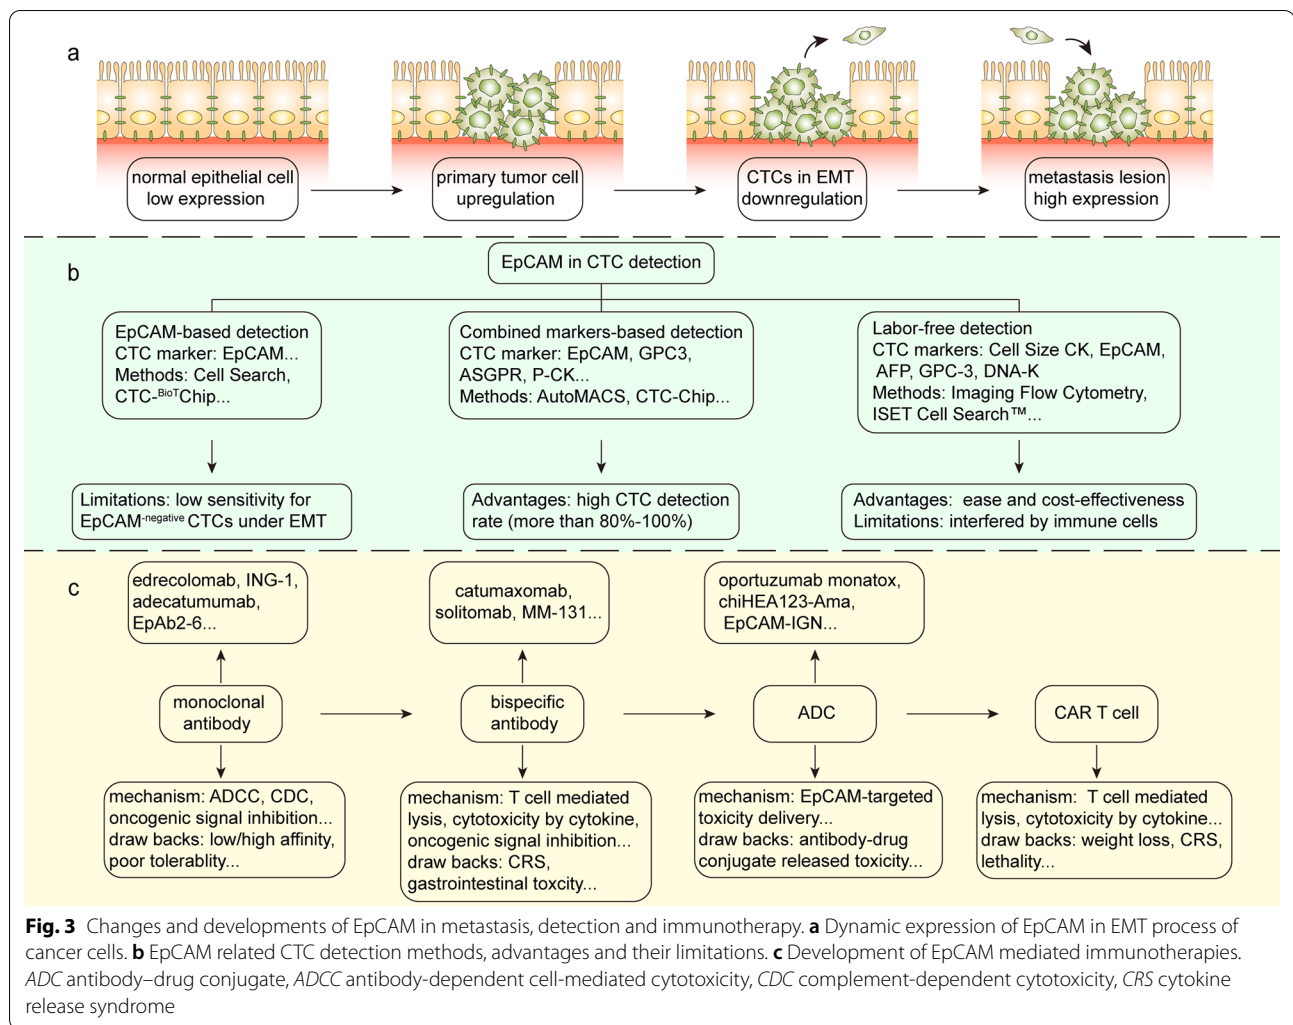 a
normal epithelial cell
low expression
primary tumor cell
upregulation
CTCs in EMT
downregulation
metastasis lesion
high expression
b
EpCAM in CTC detection
EpCAM-based detection
CTC marker: EpCAM...
Methods: Cell Search,
CTC-BioTChip...
Combined markers-based detection
CTC marker: EpCAM, GPC3,
ASGPR, P-CK...
Methods: AutoMACS, CTC-Chip...
Labor-free detection
CTC markers: Cell Size CK, EpCAM,
AFP, GPC-3, DNA-K
Methods: Imaging Flow Cytometry,
ISET Cell Search™...
Limitations: low sensitivity for
EpCAM-negative CTCs under EMT
Advantages: high CTC detection
rate (more than 80%-100%)
Advantages: ease and cost-effectiveness
Limitations: interfered by immune cells
c
edrecolomab, ING-1,
adecatumumab,
EpAb2-6...
catumaxomab,
solitomab, MM-131...
oportuzumab monatox,
chiHEA123-Ama,
EpCAM-IGN...
monoclonal
antibody
bispecific
antibody
ADC
CAR T cell
mechanism: ADCC, CDC,
oncogenic signal inhibition...
draw backs: low/high affinity,
poor tolerablity...
mechanism: T cell mediated
lysis, cytotoxicity by cytokine,
oncogenic signal inhibition...
draw backs: CRS,
gastrointestinal toxcity...
mechanism: EpCAM-targeted
toxicity delivery...
draw backs: antibody-drug
conjugate released toxicity...
mechanism: T cell mediated
lysis, cytotoxicity by cytokine...
draw backs: weight loss, CRS,
lethality...
Fig. 3 Changes and developments of EpCAM in metastasis, detection and immunotherapy. a Dynamic expression of EpCAM in EMT process of
cancer cells. b EpCAM related CTC detection methods, advantages and their limitations. c Development of EpCAM mediated immunotherapies.
ADC antibody–drug conjugate, ADCC antibody-dependent cell-mediated cytotoxicity, CDC complement-dependent cytotoxicity, CRS cytokine
release syndrome